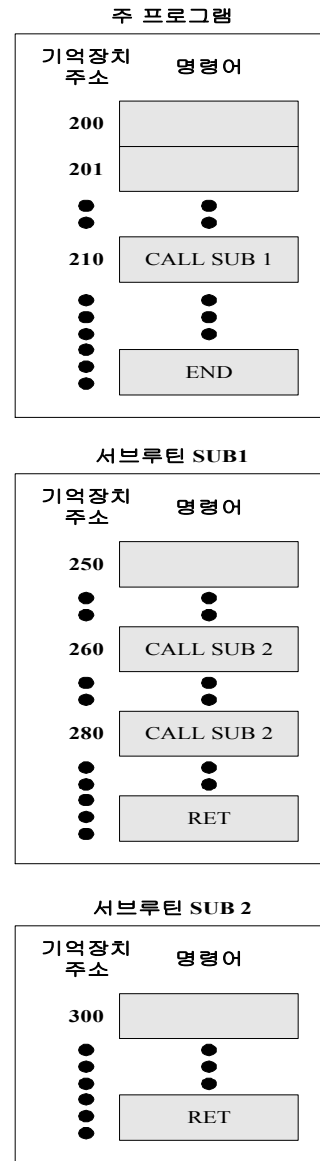 주 프로그램
기억장치 명령어
주소
200
201
210 CALL SUB 1
END
서브루틴 SUB1
기억장치 명령어
주소
250
260 CALL SUB 2
280 CALL SUB 2
RET
서브루틴 SUB 2
기억장치 명령어
주소
300
RET